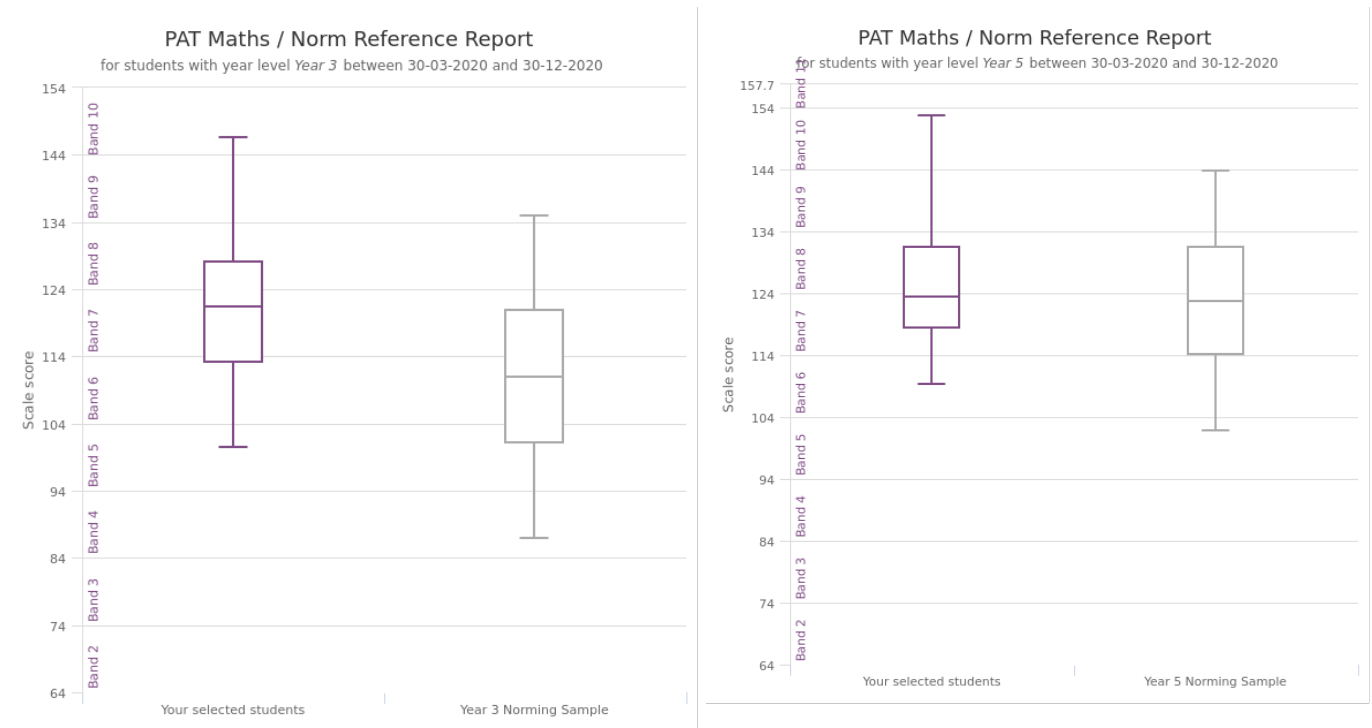 PAT Maths / Norm Reference Report
for students with year level Year 3 between 30-03-2020 and 30-12-2020
154
144
134
124
114
104
94
84
74
64
Scale score
Band 10
Band 9
Band 8
Band 7
Band 6
Band 5
Band 4
Band 3
Band 2
Your selected students
Year 3 Norming Sample
PAT Maths / Norm Reference Report
for students with year level Year 5 between 30-03-2020 and 30-12-2020
157.7
154
144
134
124
114
104
94
84
74
64
Scale score
Band
Band 10
Band 9
Band 8
Band 7
Band 6
Band 5
Band 4
Band 3
Band 2
Your selected students
Year 5 Norming Sample